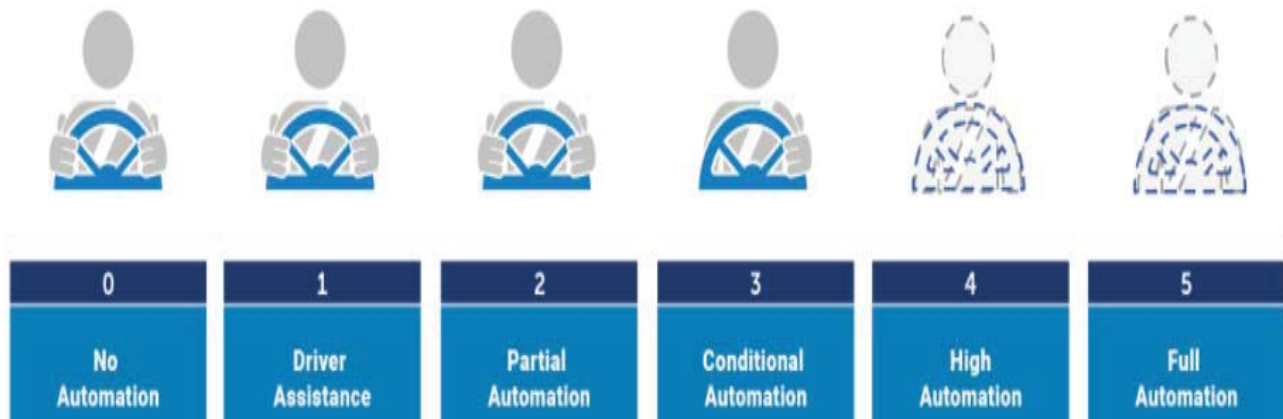 0
No
Automation
1
Driver
Assistance
2
Partial
Automation
3
Conditional
Automation
4
High
Automation
5
Full
Automation